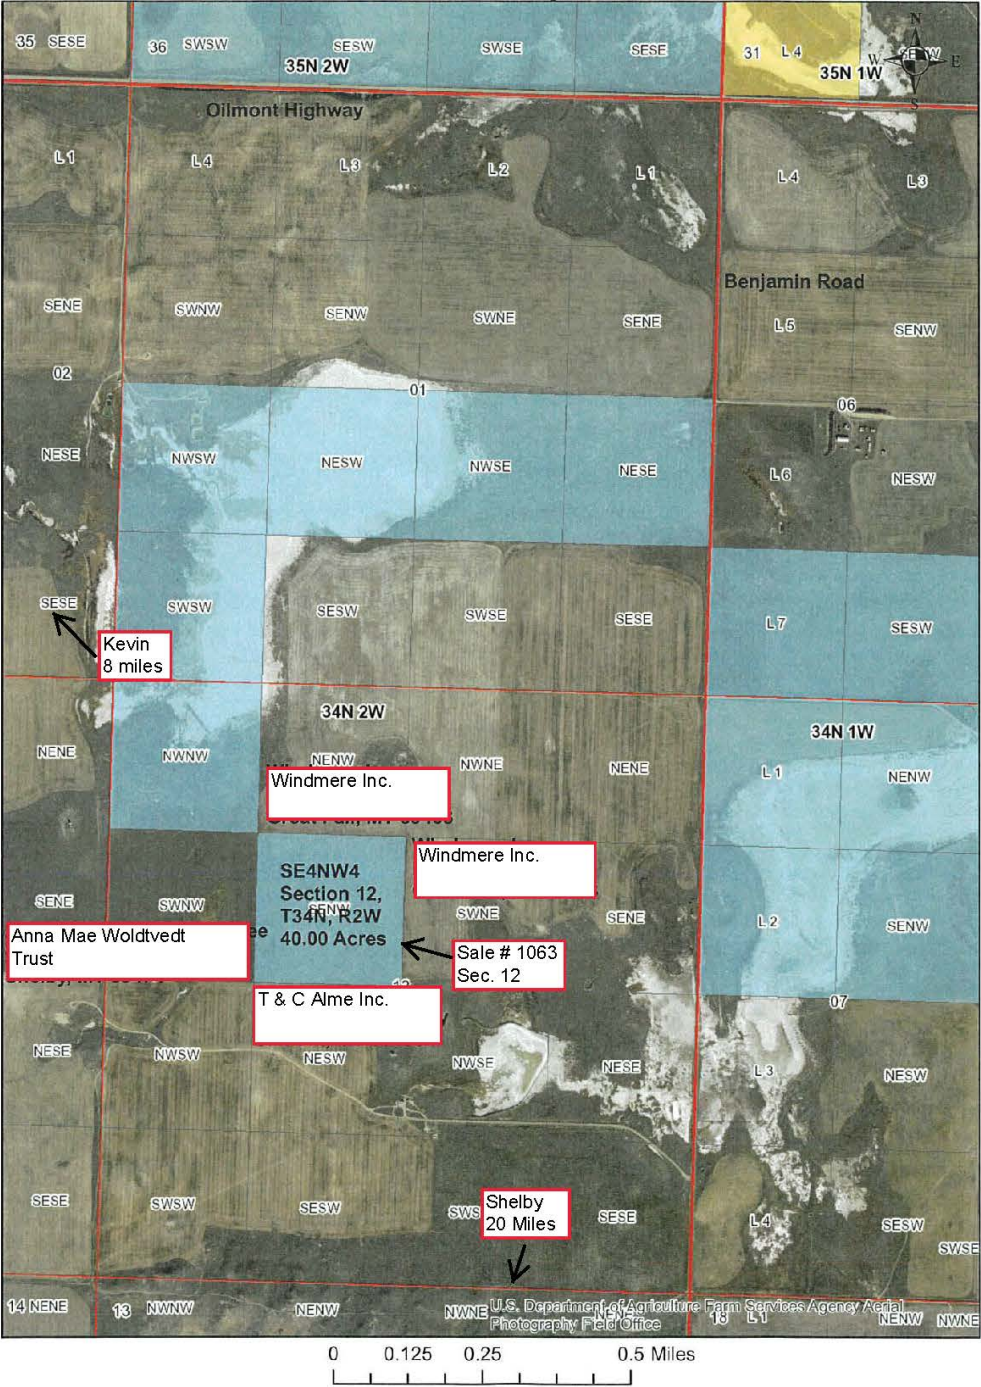 35 SESE
36 SWSW
SESW
SWSE
SESE
31 L 4
SENW
N
W E
S
35N 2W
35N 1W
Oilmont Highway
L 1
L 4
L 3
L 2
L 1
L 4
L 3
Benjamin Road
SENE
SWNW
SENW
SWNE
SENE
L 5
SENW
02
01
06
NESE
NWSW
NESW
NWSE
NESE
L 6
NESW
SESE
SWSW
SESW
SWSE
SESE
L 7
SESW
Kevin
8 miles
34N 2W
34N 1W
NENE
NWNW
NENW
NWNE
NENE
L 1
NENW
Windmere Inc.
Windmere Inc.
SE4NW4
Section 12,
T34N, R2W
40.00 Acres
SENW
SENE
SWNW
SWNE
SENE
L 2
SENW
ee
Anna Mae Woldtvedt
Trust
Sale # 1063
Sec. 12
12
T & C Alme Inc.
07
NESE
NWSW
NESW
NWSE
NESE
L 3
NESW
SESE
SWSW
SESW
SWS
SESE
L 4
SESW
SWSE
Shelby
20 Miles
14 NENE
13 NWNW
NENW
NWNE
NENE
18 L 1
NENW NWNE
U.S. Department of Agriculture Farm Services Agency Aerial
Photography Field Office
0 0.125 0.25 0.5 Miles